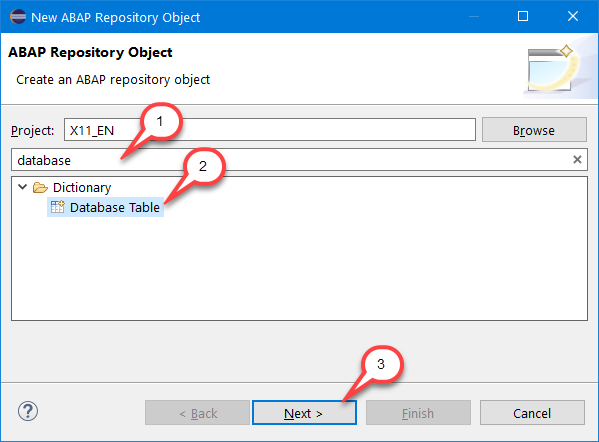 New ABAP Repository Object
ABAP Repository Object
Create an ABAP repository object
Project: X11_EN Browse
1
database
2
Dictionary
Database Table
3
? < Back Next > Finish Cancel